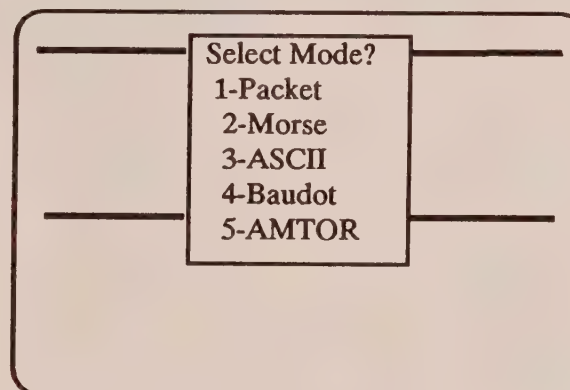 Select Mode?
1-Packet
2-Morse
3-ASCII
4-Baudot
5-AMTOR